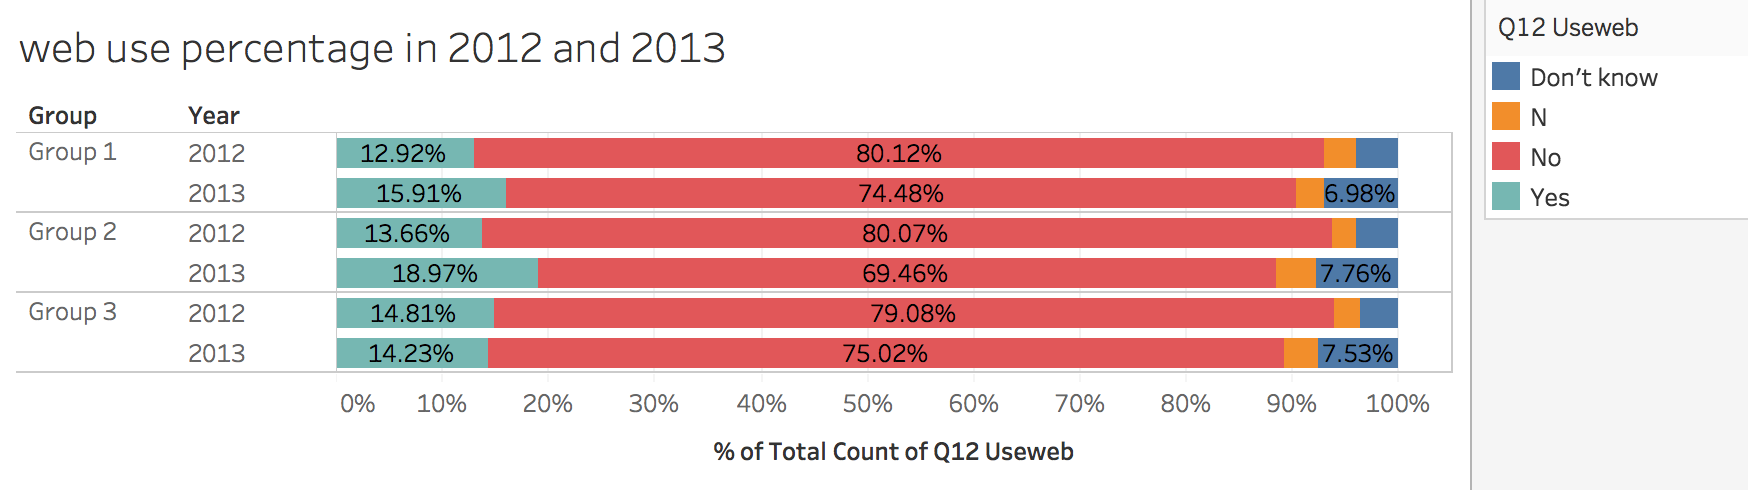 web use percentage in 2012 and 2013
Group Year
Group 1 2012 12.92% 80.12%
2013 15.91% 74.48% 6.98%
Group 2 2012 13.66% 80.07%
2013 18.97% 69.46% 7.76%
Group 3 2012 14.81% 79.08%
2013 14.23% 75.02% 7.53%
0% 10% 20% 30% 40% 50% 60% 70% 80% 90% 100%
% of Total Count of Q12 Useweb
Q12 Useweb
Don't know
N
No
Yes